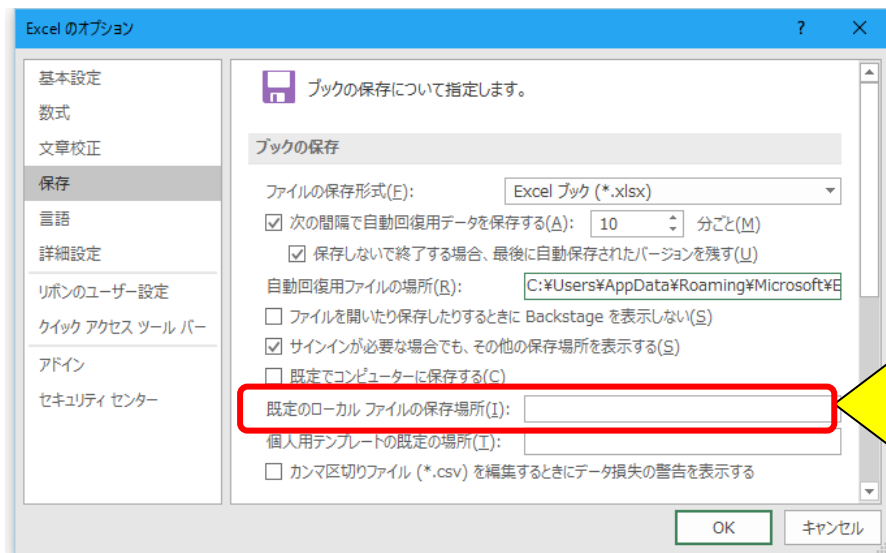 Excel のオプション ? ×
基本設定
数式
文章校正
保存
言語
詳細設定
リボンのユーザー設定
クイック アクセス ツール バー
アドイン
セキュリティ センター
ブックの保存について指定します。
ブックの保存
ファイルの保存形式(F): Excel ブック (*.xlsx)
次の間隔で自動回復用データを保存する(A): 10 分ごと(M)
保存しないで終了する場合、最後に自動保存されたバージョンを残す(U)
自動回復用ファイルの場所(R): C:¥Users¥AppData¥Roaming¥Microsoft¥E
ファイルを開いたり保存したりするときに Backstage を表示しない(S)
サインインが必要な場合でも、その他の保存場所を表示する(S)
既定でコンピューターに保存する(C)
既定のローカル ファイルの保存場所(I):
個人用テンプレートの既定の場所(T):
カンマ区切りファイル (*.csv) を編集するときにデータ損失の警告を表示する
OK キャンセル